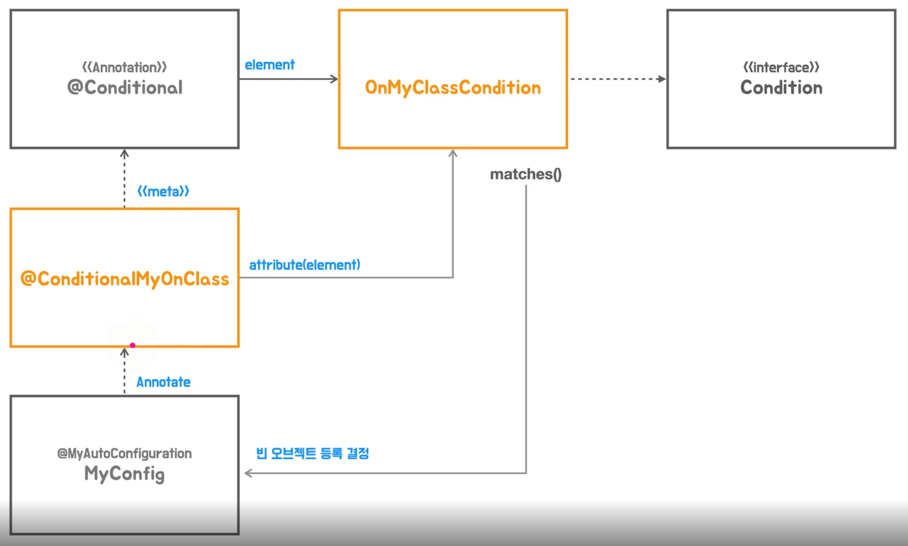 <<Annotation>>
@Conditional
element
OnMyClassCondition
<<interface>>
Condition
matches()
<<meta>>
@ConditionalMyOnClass
attribute(element)
Annotate
@MyAutoConfiguration
MyConfig
빈 오브젝트 등록 결정